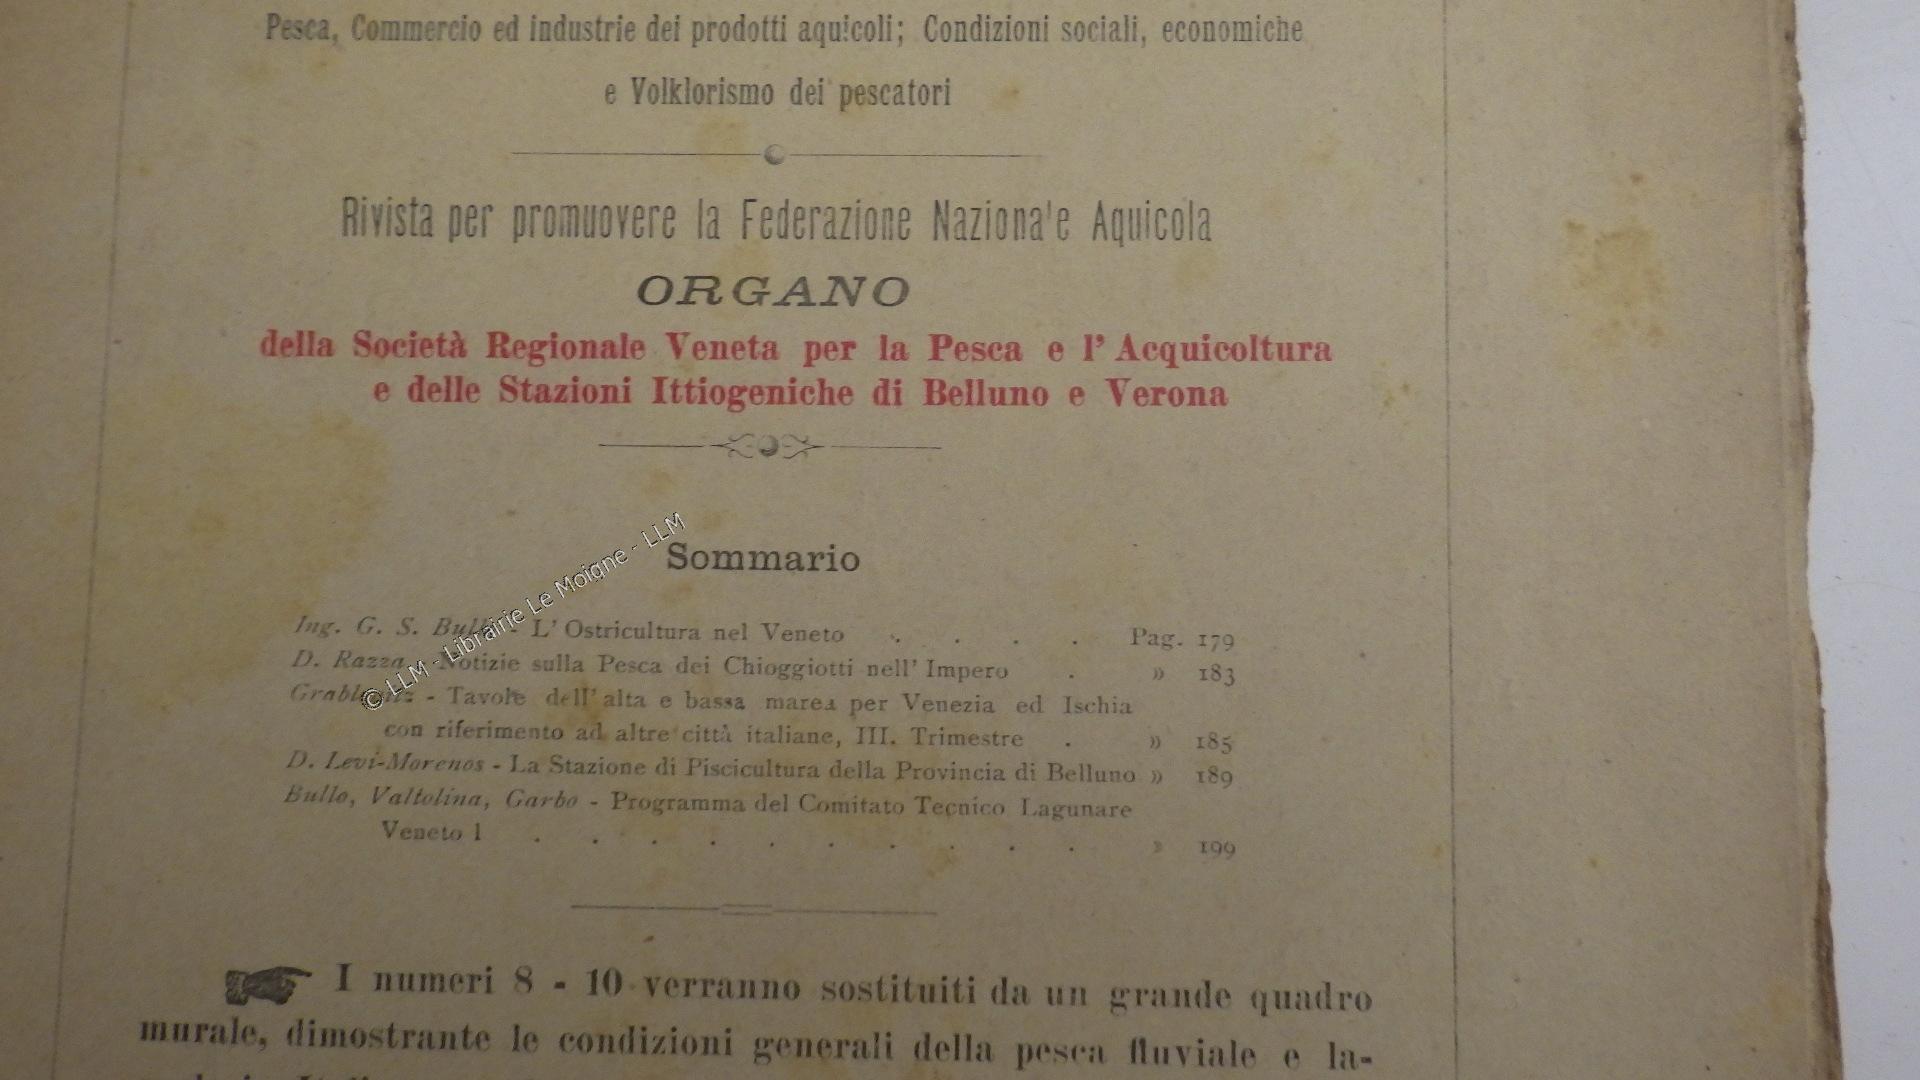 Pesca, Commercio ed industrie dei prodotti aquicoli; Condizioni sociali, economiche
e Volklorismo dei pescatori
Rivista per promuovere la Federazione Naziona'e Aquicola
ORGANO
della Società Regionale Veneta per la Pesca e l' Acquicoltura
e delle Stazioni Ittiogeniche di Belluno e Verona
Sommario
Ing. G. S. Bullo - L' Ostricultura nel Veneto . . . . Pag. 179
D. Razza - Notizie sulla Pesca dei Chioggiotti nell' Impero . » 183
- Tavole dell' alta e bassa marea per Venezia ed Ischia
con riferimento ad altre città italiane, III. Trimestre . » 185
D. Levi-Morenos - La Stazione di Piscicultura della Provincia di Belluno » 189
Bullo, Valtolina, Garbo - Programma del Comitato Tecnico Lagunare
Veneto 1 . . . . . . . . . . » 199
I numeri 8 - 10 verranno sostituiti da un grande quadro
murale, dimostrante le condizioni generali della pesca fluviale e la-
© LLM - Librairie Le Moigne - LLM